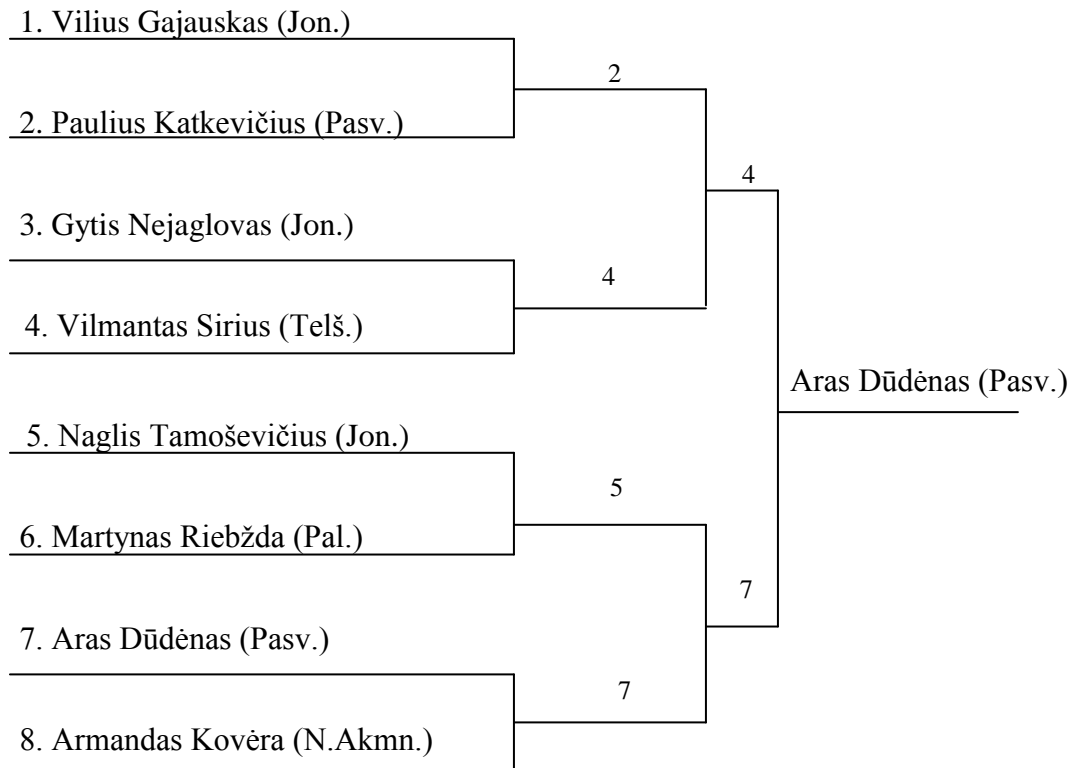 1. Vilius Gajauskas (Jon.)
2
2. Paulius Katkevičius (Pasv.)
4
3. Gytis Nejaglovas (Jon.)
4
4. Vilmantas Sirius (Telš.)
Aras Dūdėnas (Pasv.)
5. Naglis Tamoševičius (Jon.)
5
6. Martynas Riebžda (Pal.)
7
7. Aras Dūdėnas (Pasv.)
7
8. Armandas Kovėra (N.Akmn.)